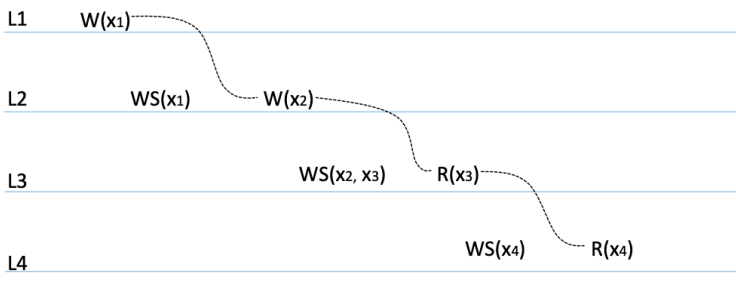 L1 W(x1)
L2 WS(x1) W(x2)
L3 WS(x2, x3) R(x3)
L4 WS(x4) R(x4)